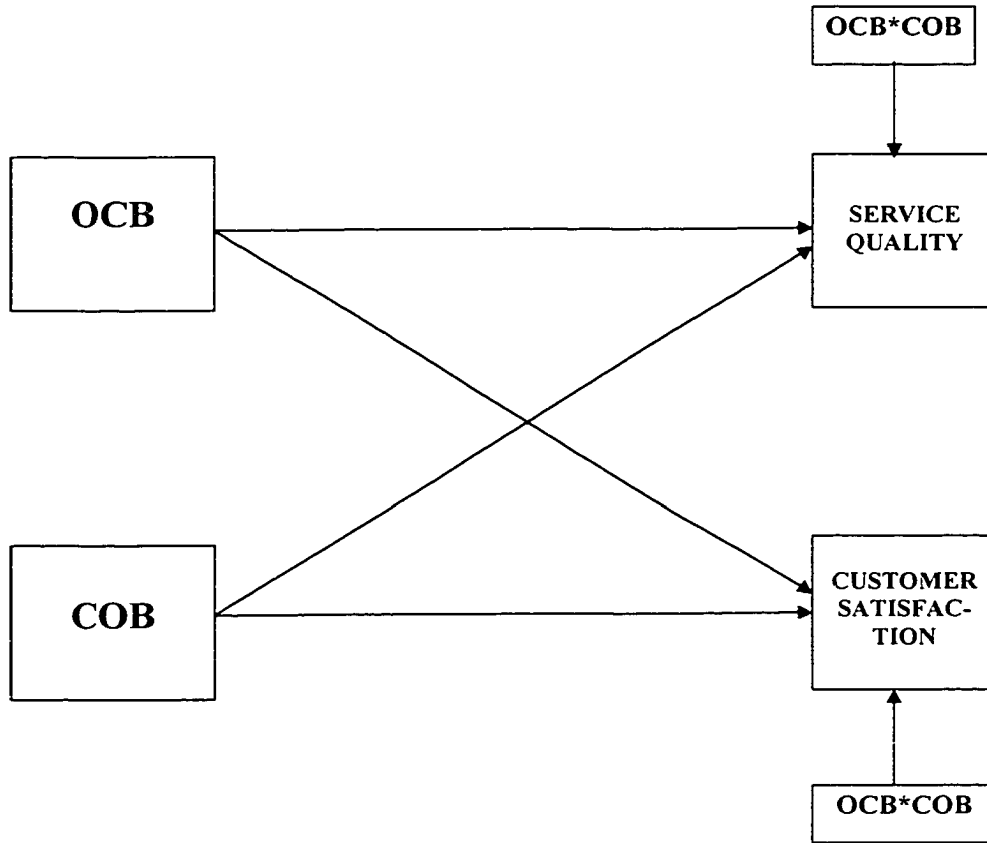 OCB*COB
OCB
SERVICE
QUALITY
COB
CUSTOMER
SATISFAC-
TION
OCB*COB